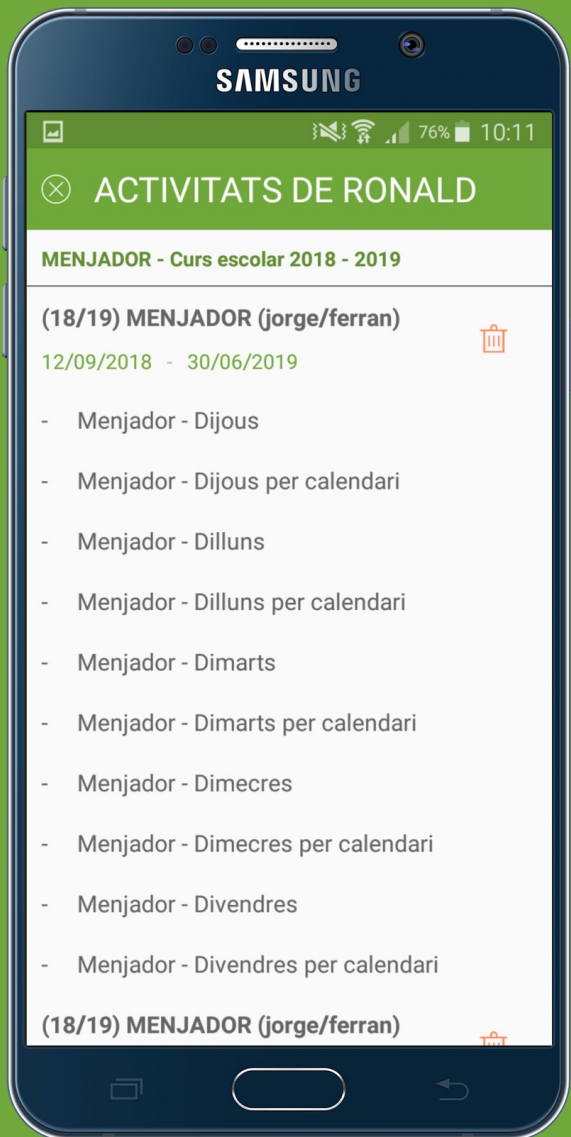 SAMSUNG
76% 10:11
ACTIVITATS DE RONALD
MENJADOR - Curs escolar 2018 - 2019
(18/19) MENJADOR (jorge/ferran)
12/09/2018 - 30/06/2019
- Menjador - Dijous
- Menjador - Dijous per calendari
- Menjador - Dilluns
- Menjador - Dilluns per calendari
- Menjador - Dimarts
- Menjador - Dimarts per calendari
- Menjador - Dimecres
- Menjador - Dimecres per calendari
- Menjador - Divendres
- Menjador - Divendres per calendari
(18/19) MENJADOR (jorge/ferran)